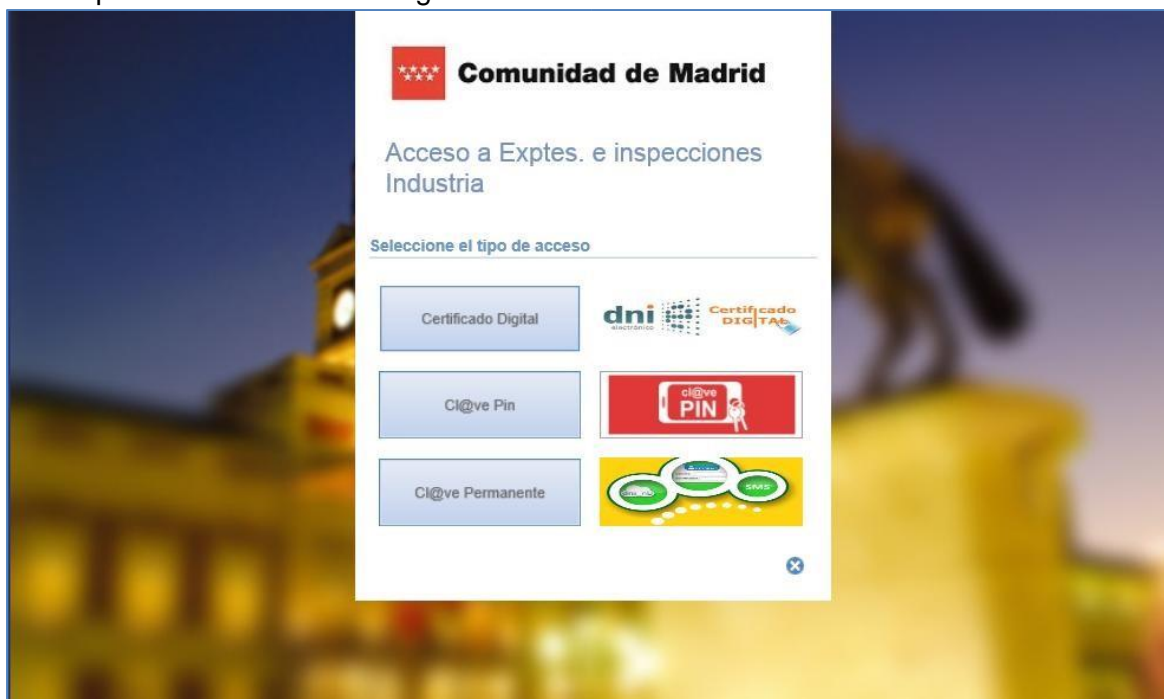 Comunidad de Madrid
Acceso a Exptes. e inspecciones
Industria
Seleccione el tipo de acceso
Certificado Digital
dni
electrónico
Certificado
DIGITAL
Cl@ve Pin
cl@ve
PIN
Cl@ve Permanente
SMS